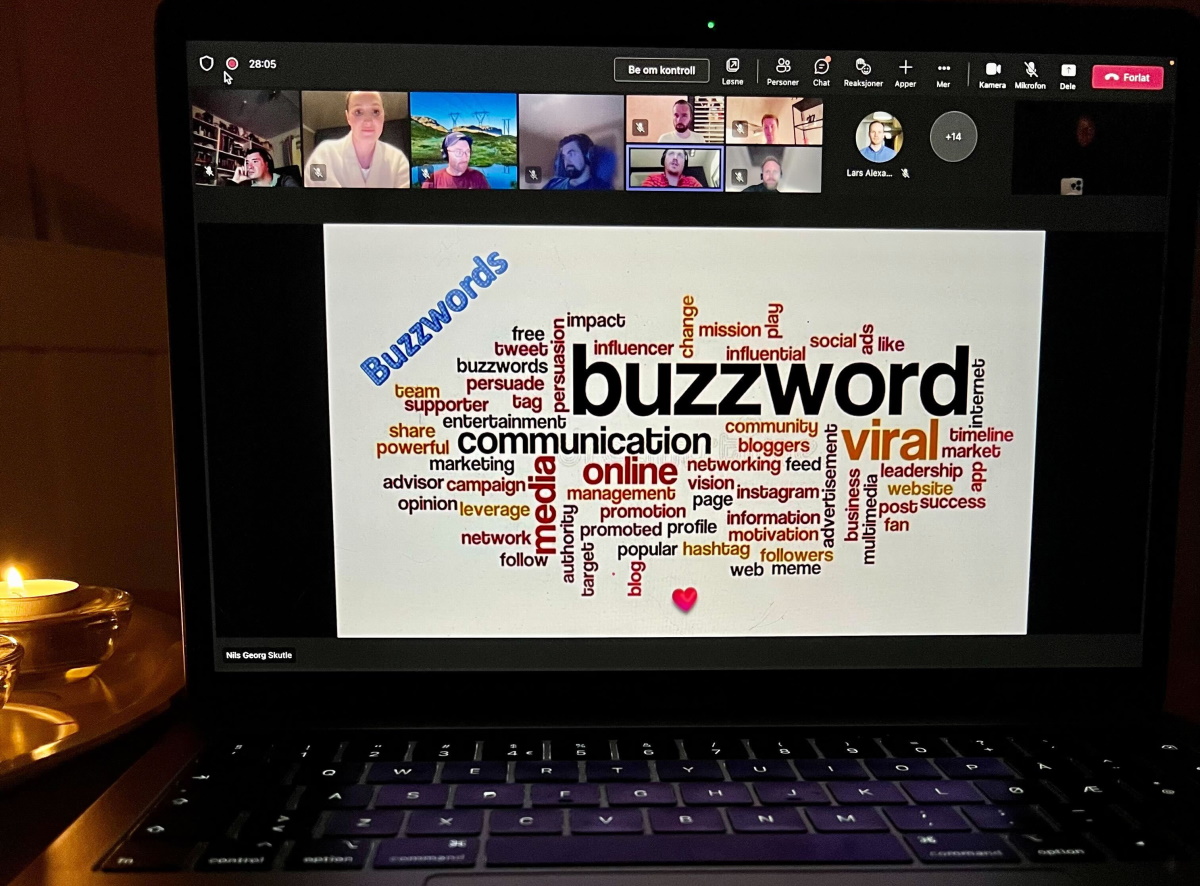 28:05
Be om kontroll
Løsne
Personer
Chat
Reaksjoner
Apper
Mer
Kamera
Mikrofon
Dele
Forlat
Lars Alexa...
+14
Buzzwords
impact
change
mission
play
free
tweet
persuasion
influencer
influential
social
ads
like
buzzwords
buzzword
internet
team
persuade
supporter
tag
entertainment
share
powerful
communication
community
bloggers
viral
timeline
market
marketing
online
networking
feed
advertisement
leadership
app
advisor
campaign
media
management
vision
page
instagram
business
multimedia
website
opinion
leverage
promotion
information
post
success
fan
network
authority
promoted
profile
motivation
follow
target
popular
hashtag
followers
blog
web
meme
Nils Georg Skutle
Q W E R T Y U I O P Å
A S D F G H J K L Ø Æ
Z X C V B N M
fn control option command command option